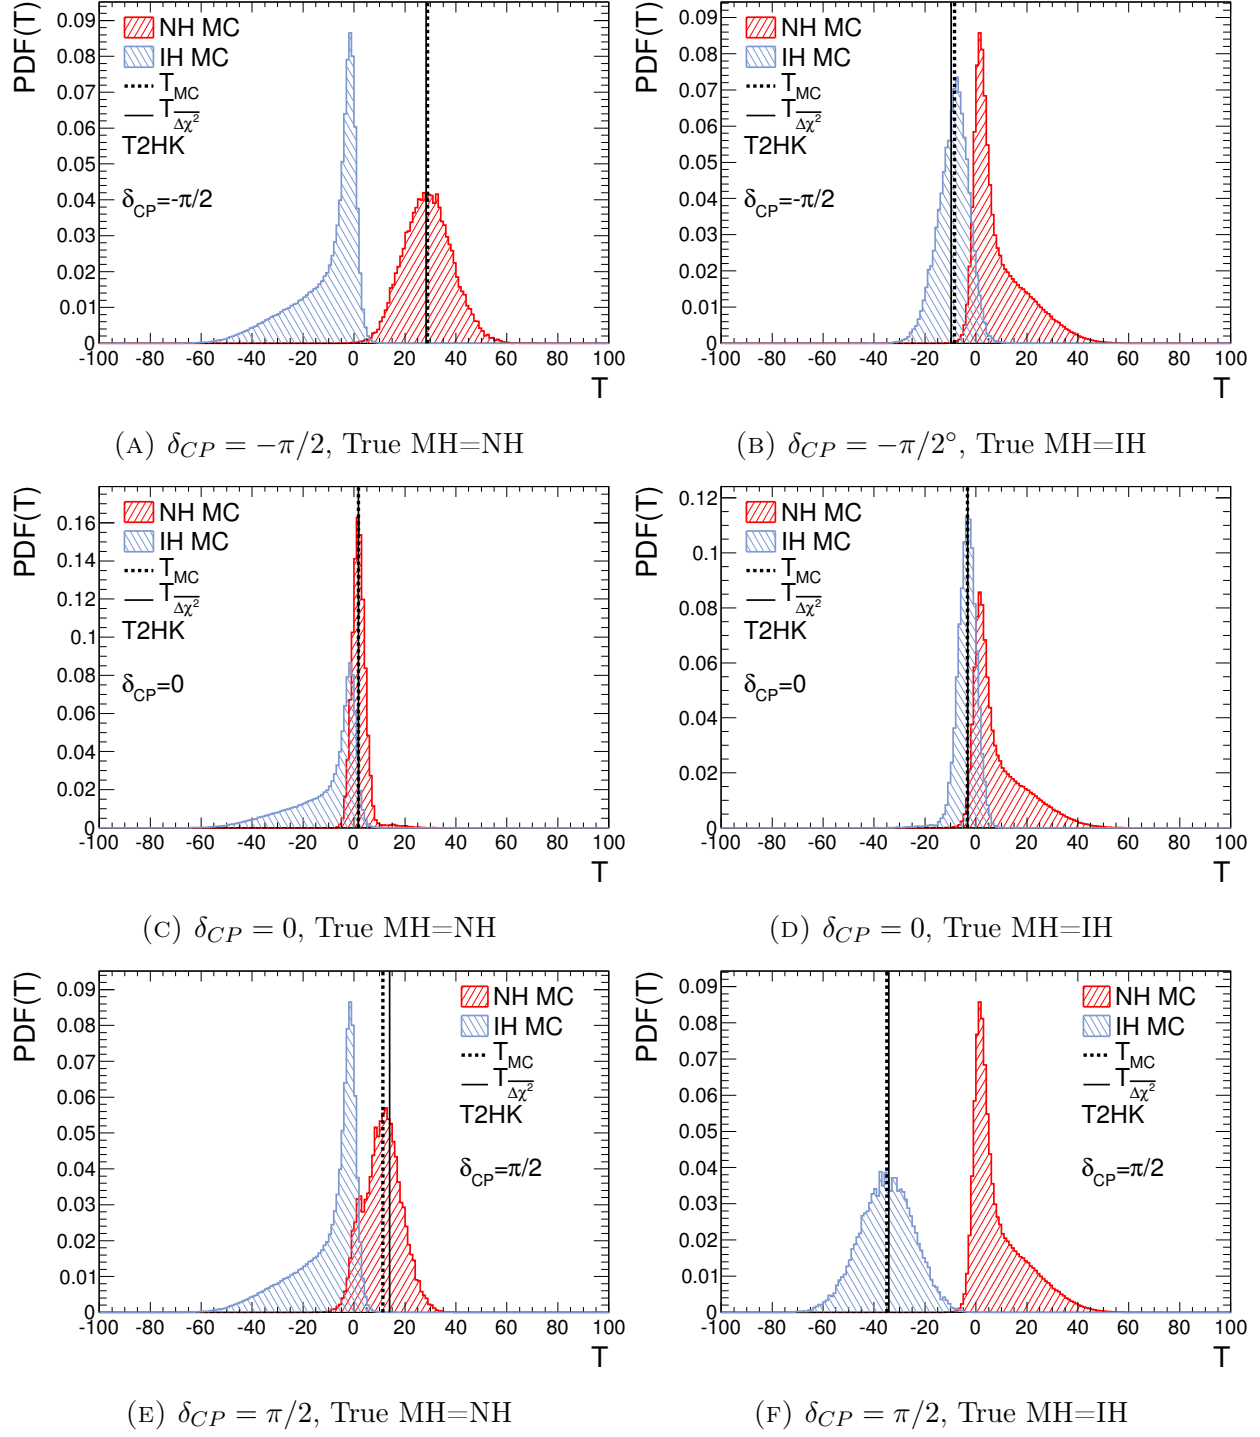 PDF(T)
0.09
0.08
0.07
0.06
0.05
0.04
0.03
0.02
0.01
0
NH MC
IH MC
T_MC
T_Δχ²
T2HK
δ_CP=-π/2
-100 -80 -60 -40 -20 0 20 40 60 80 100
T
(A) δ_CP = −π/2, True MH=NH
PDF(T)
0.09
0.08
0.07
0.06
0.05
0.04
0.03
0.02
0.01
0
NH MC
IH MC
T_MC
T_Δχ²
T2HK
δ_CP=-π/2
-100 -80 -60 -40 -20 0 20 40 60 80 100
T
(B) δ_CP = −π/2°, True MH=IH
PDF(T)
0.16
0.14
0.12
0.1
0.08
0.06
0.04
0.02
0
NH MC
IH MC
T_MC
T_Δχ²
T2HK
δ_CP=0
-100 -80 -60 -40 -20 0 20 40 60 80 100
T
(C) δ_CP = 0, True MH=NH
PDF(T)
0.12
0.1
0.08
0.06
0.04
0.02
0
NH MC
IH MC
T_MC
T_Δχ²
T2HK
δ_CP=0
-100 -80 -60 -40 -20 0 20 40 60 80 100
T
(D) δ_CP = 0, True MH=IH
PDF(T)
0.09
0.08
0.07
0.06
0.05
0.04
0.03
0.02
0.01
0
NH MC
IH MC
T_MC
T_Δχ²
T2HK
δ_CP=π/2
-100 -80 -60 -40 -20 0 20 40 60 80 100
T
(E) δ_CP = π/2, True MH=NH
PDF(T)
0.09
0.08
0.07
0.06
0.05
0.04
0.03
0.02
0.01
0
NH MC
IH MC
T_MC
T_Δχ²
T2HK
δ_CP=π/2
-100 -80 -60 -40 -20 0 20 40 60 80 100
T
(F) δ_CP = π/2, True MH=IH